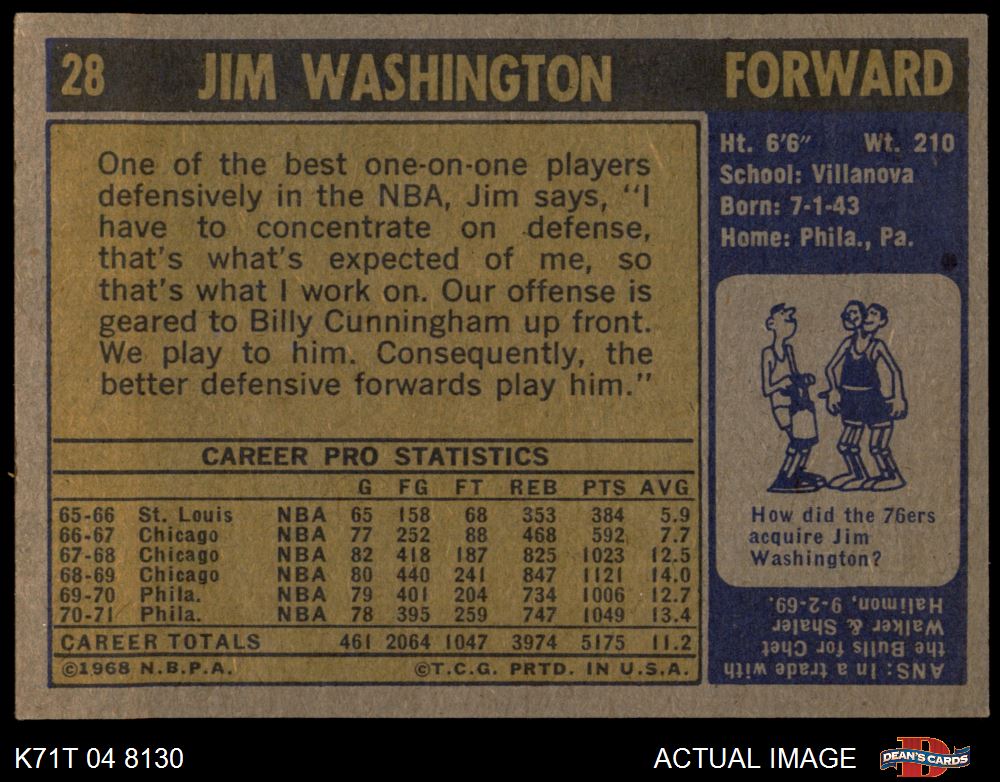 28 JIM WASHINGTON FORWARD
One of the best one-on-one players
defensively in the NBA, Jim says, “I
have to concentrate on defense,
that's what's expected of me, so
that's what I work on. Our offense is
geared to Billy Cunningham up front.
We play to him. Consequently, the
better defensive forwards play him.”
CAREER PRO STATISTICS
G FG FT REB PTS AVG
65-66 St. Louis NBA 65 158 68 353 384 5.9
66-67 Chicago NBA 77 252 88 468 592 7.7
67-68 Chicago NBA 82 418 187 825 1023 12.5
68-69 Chicago NBA 80 440 241 847 1121 14.0
69-70 Phila. NBA 79 401 204 734 1006 12.7
70-71 Phila. NBA 78 395 259 747 1049 13.4
CAREER TOTALS 461 2064 1047 3974 5175 11.2
©1968 N.B.P.A. ©T.C.G. PRTD. IN U.S.A.
Ht. 6'6" Wt. 210
School: Villanova
Born: 7-1-43
Home: Phila., Pa.
How did the 76ers
acquire Jim
Washington?
ANS: In a trade with
the Bulls for Chet
Walker & Shaler
Halimon, 9-2-69.
K71T 04 8130 ACTUAL IMAGE
DEAN'S CARDS